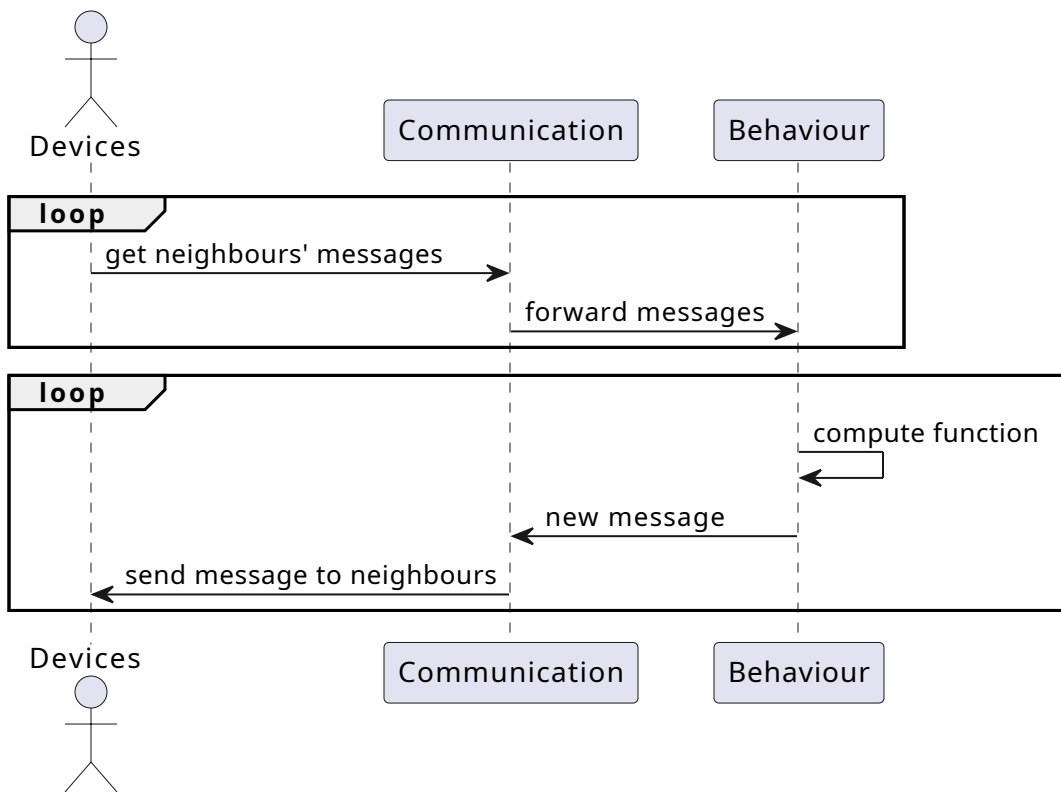 Devices
Communication
Behaviour
loop
get neighbours' messages
forward messages
loop
compute function
new message
send message to neighbours
Devices
Communication
Behaviour